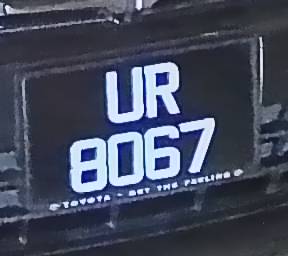 UR
8067
TOYOTA - GET THE FEELING